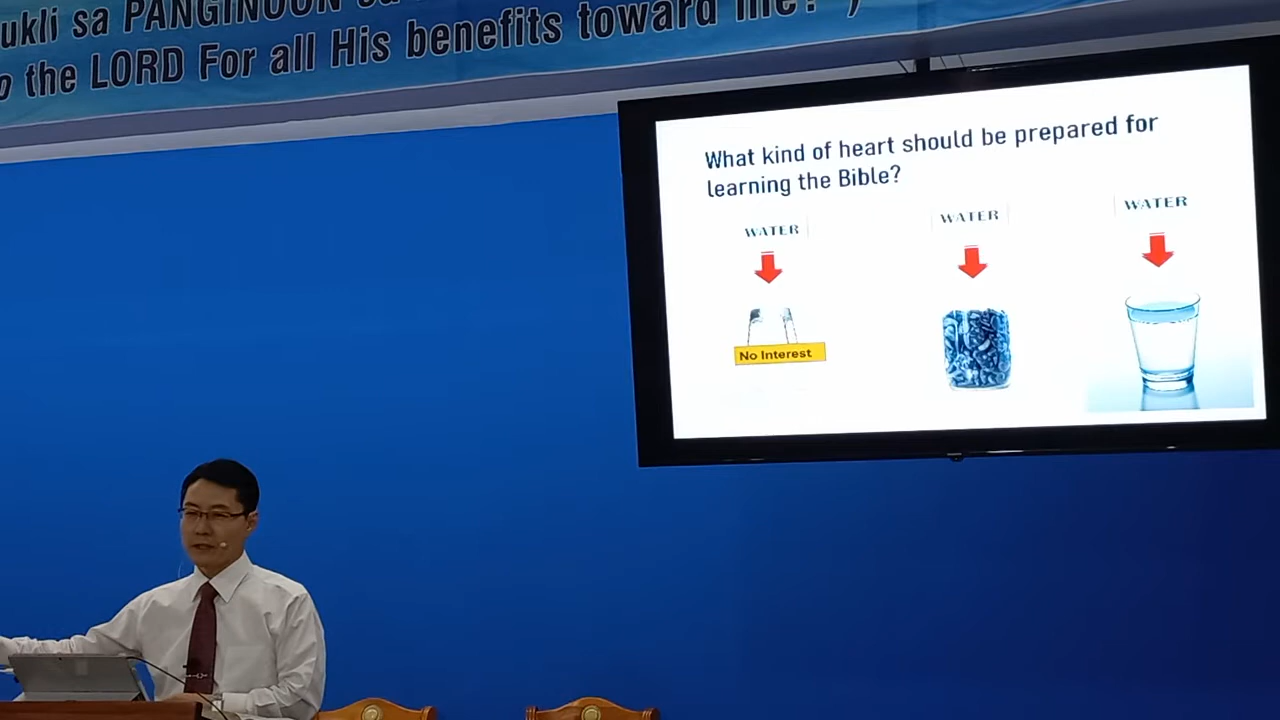 ukli sa PANGINOON sa
the LORD For all His benefits toward me?")
What kind of heart should be prepared for
learning the Bible?
WATER
WATER
WATER
No Interest